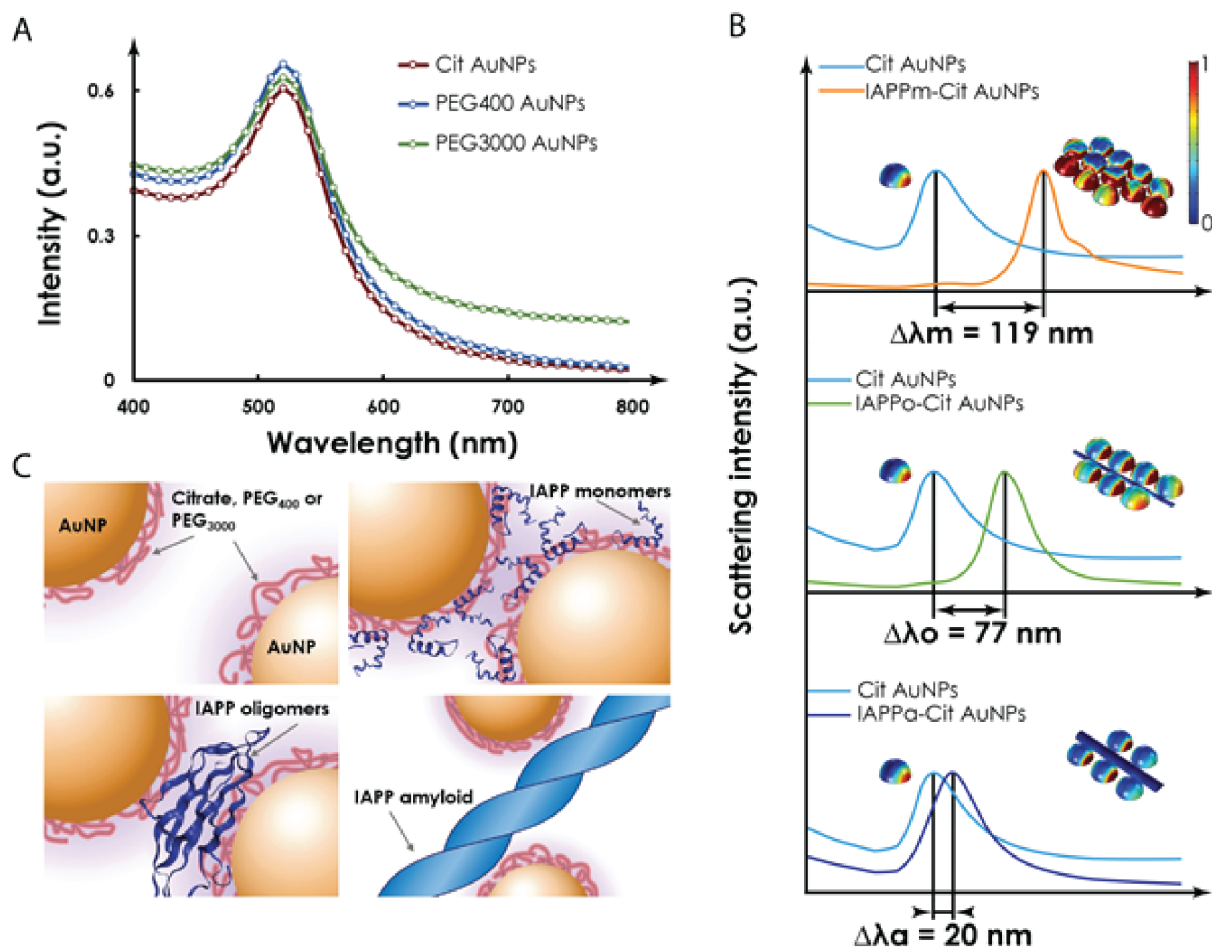 A
Intensity (a.u.)
0.6
0.3
0
Cit AuNPs
PEG400 AuNPs
PEG3000 AuNPs
400
500
600
700
800
Wavelength (nm)
B
Scattering intensity (a.u.)
Cit AuNPs
IAPPm-Cit AuNPs
1
0
Δλm = 119 nm
Cit AuNPs
IAPPo-Cit AuNPs
Δλo = 77 nm
Cit AuNPs
IAPPa-Cit AuNPs
Δλa = 20 nm
C
AuNP
Citrate, PEG₄₀₀ or
PEG₃₀₀₀
AuNP
IAPP monomers
IAPP oligomers
IAPP amyloid